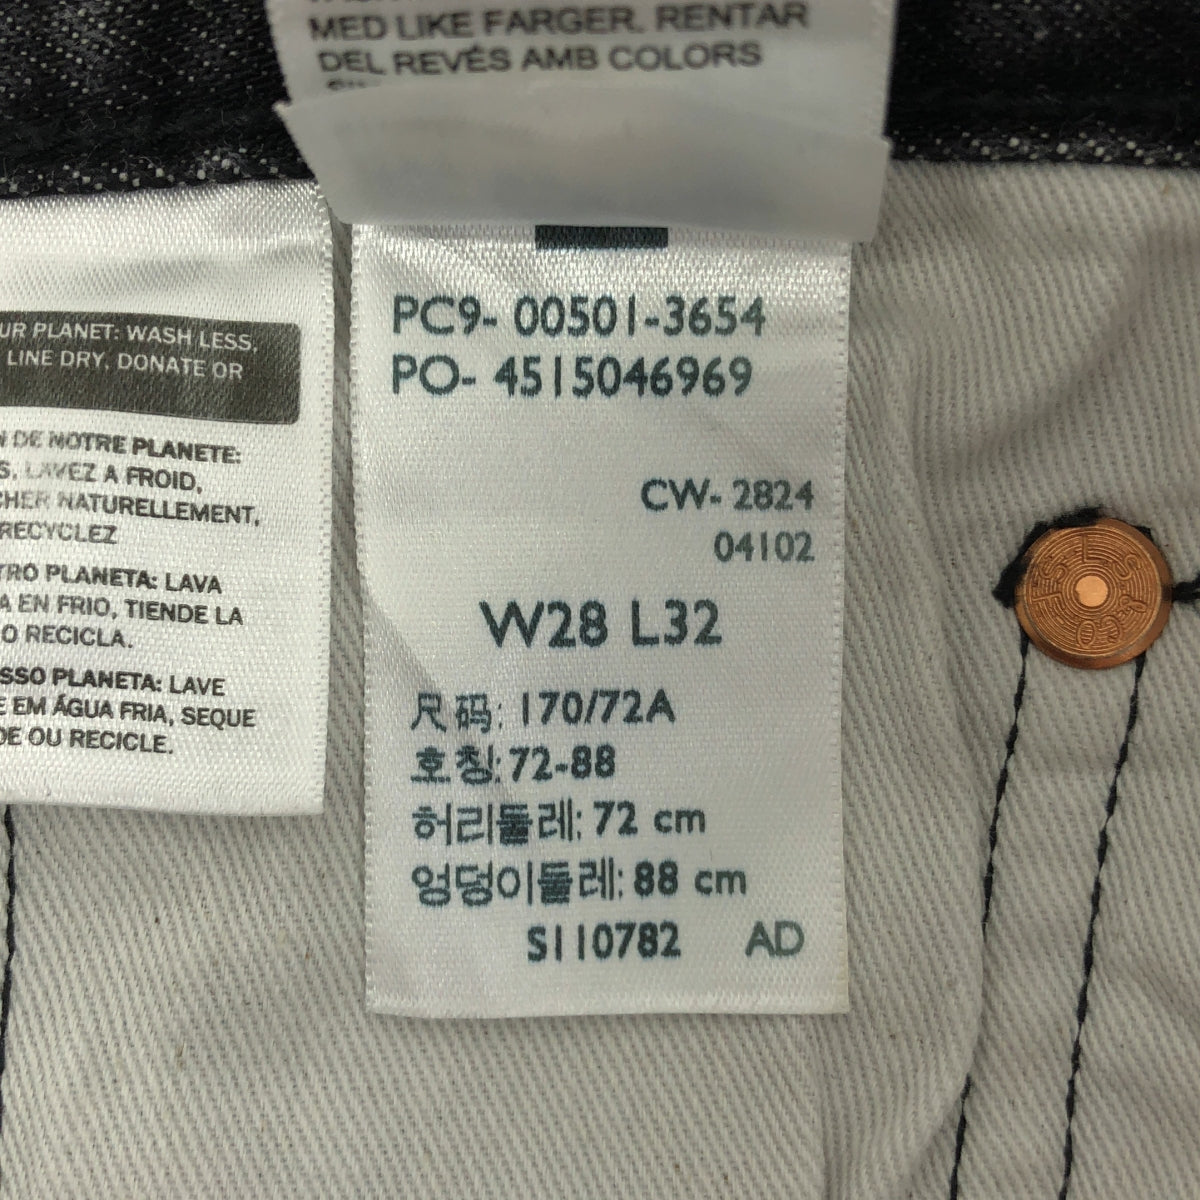 MED LIKE FARGER. RENTAR
DEL REVÉS AMB COLORS
UR PLANET: WASH LESS,
LINE DRY, DONATE OR
DE NOTRE PLANETE:
S, LAVEZ A FROID,
CHER NATURELLEMENT,
RECYCLEZ
TRO PLANETA: LAVA
A EN FRIO, TIENDE LA
O RECICLA.
SSO PLANETA: LAVE
E EM ÁGUA FRIA, SEQUE
DE OU RECICLE.
PC9- 00501-3654
PO- 4515046969
CW- 2824
04102
W28 L32
尺码: 170/72A
호칭: 72-88
허리둘레: 72 cm
엉덩이둘레: 88 cm
S110782 AD